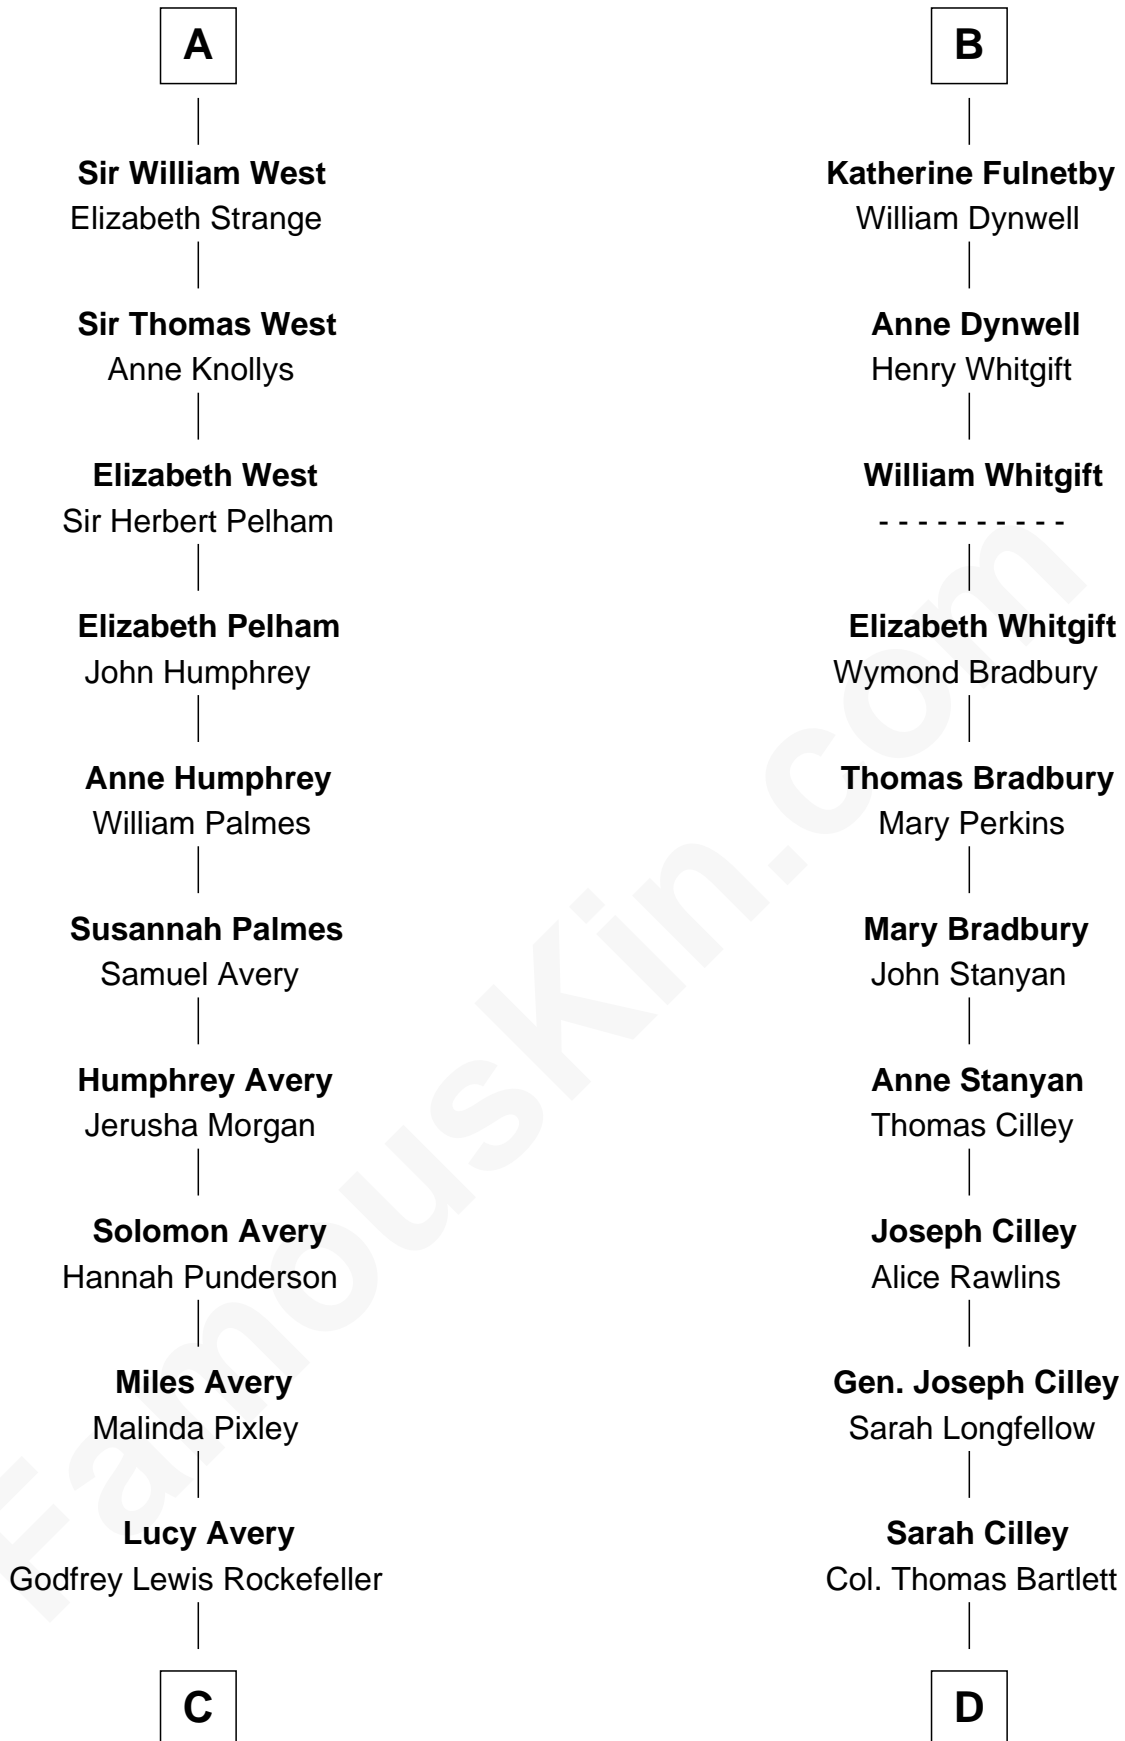 A
Sir William West
Elizabeth Strange
Sir Thomas West
Anne Knollys
Elizabeth West
Sir Herbert Pelham
Elizabeth Pelham
John Humphrey
Anne Humphrey
William Palmes
Susannah Palmes
Samuel Avery
Humphrey Avery
Jerusha Morgan
Solomon Avery
Hannah Punderson
Miles Avery
Malinda Pixley
Lucy Avery
Godfrey Lewis Rockefeller
C
B
Katherine Fulnetby
William Dynwell
Anne Dynwell
Henry Whitgift
William Whitgift
- - - - - - - - - -
Elizabeth Whitgift
Wymond Bradbury
Thomas Bradbury
Mary Perkins
Mary Bradbury
John Stanyan
Anne Stanyan
Thomas Cilley
Joseph Cilley
Alice Rawlins
Gen. Joseph Cilley
Sarah Longfellow
Sarah Cilley
Col. Thomas Bartlett
D
FamousKin.com